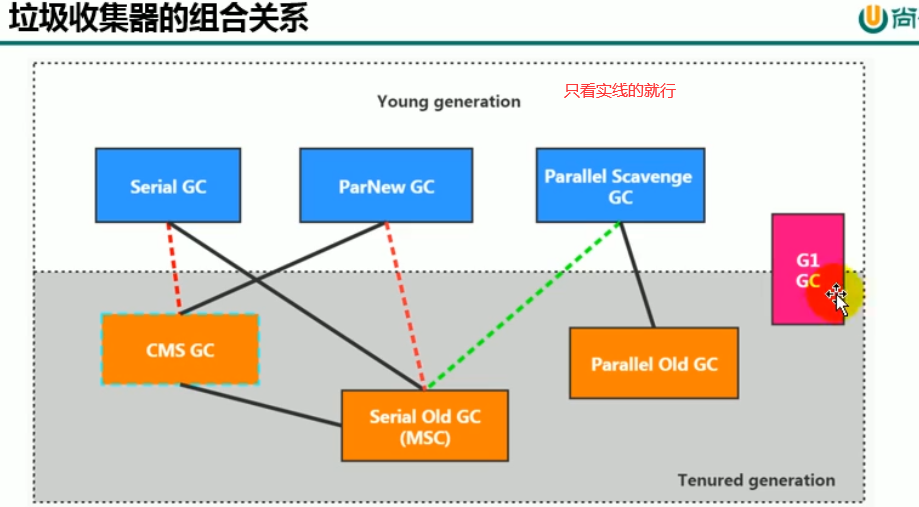 垃圾收集器的组合关系
尚
Young generation
只看实线的就行
Serial GC
ParNew GC
Parallel Scavenge
GC
G1
GC
CMS GC
Parallel Old GC
Serial Old GC
(MSC)
Tenured generation